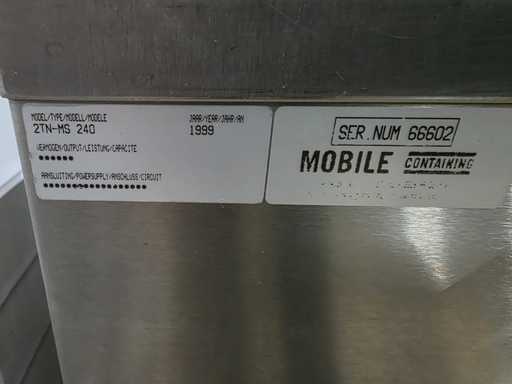 MODEL/TYPE/MODELL/MODELE
2TN-MS 240
JAAR/YEAR/JAHR/AN
1999
VERMOGEN/OUTPUT/LEISTUNG/CAPACITE
●●●●●●
AANSLUITING/POWERSUPPLY/ANSCHLUSS/CIRCUIT
●●●●●●●●●●●●●●●●●
SER.NUM 66602
MOBILE CONTAINING